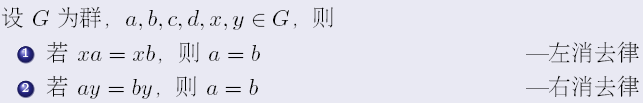 设 G 为群, a, b, c, d, x, y ∈ G, 则
1 若 xa = xb, 则 a = b —左消去律
2 若 ay = by, 则 a = b —右消去律